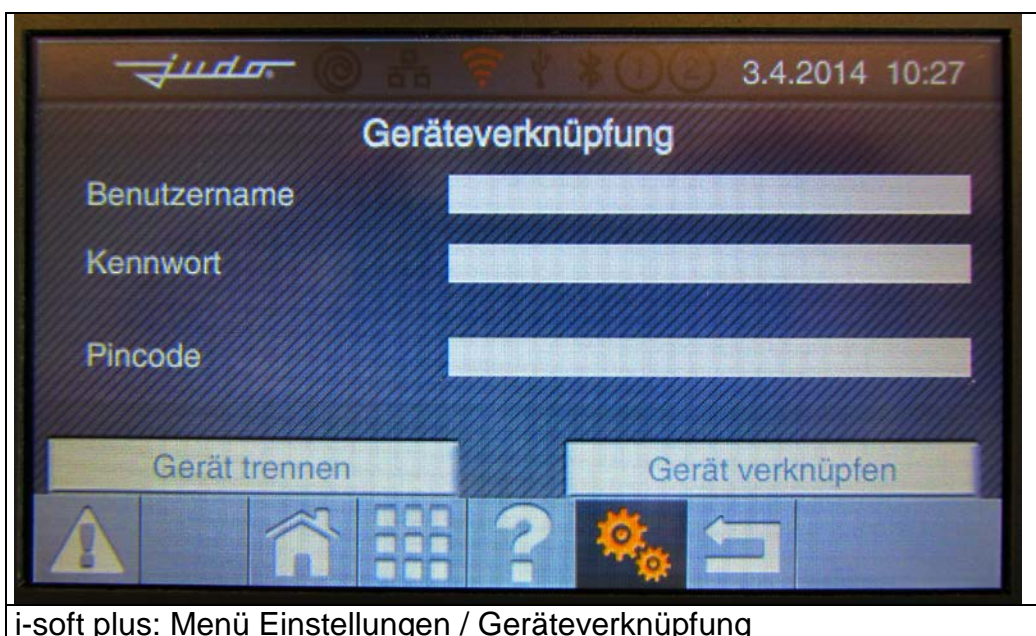 judo 3.4.2014 10:27
Geräteverknüpfung
Benutzername
Kennwort
Pincode
Gerät trennen Gerät verknüpfen
i-soft plus: Menü Einstellungen / Geräteverknüpfung